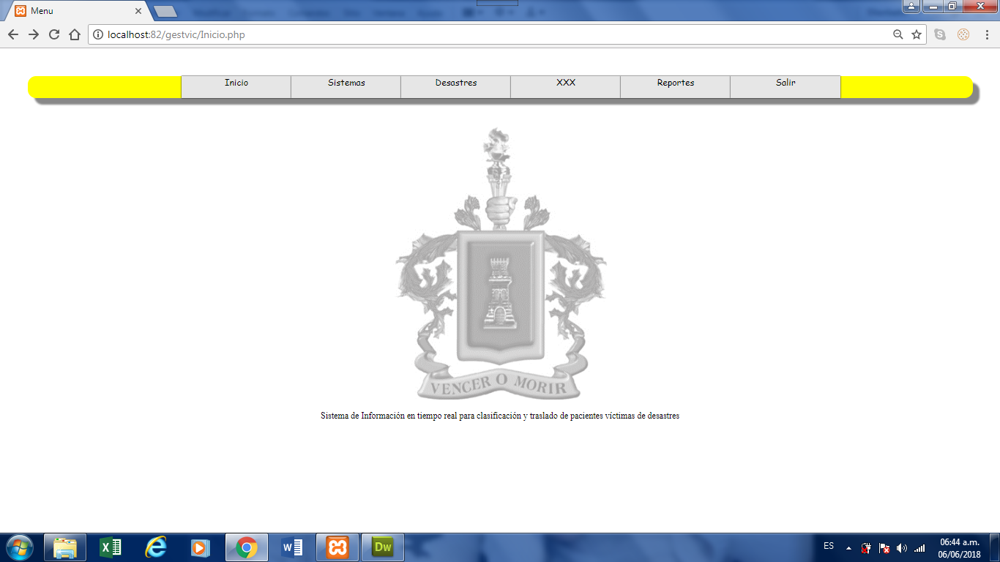 Menu
localhost:82/gestvic/Inicio.php
Inicio Sistemas Desastres XXX Reportes Salir
VENCER O MORIR
Sistema de Información en tiempo real para clasificación y traslado de pacientes víctimas de desastres
Dw
ES
06:44 a.m.
06/06/2018